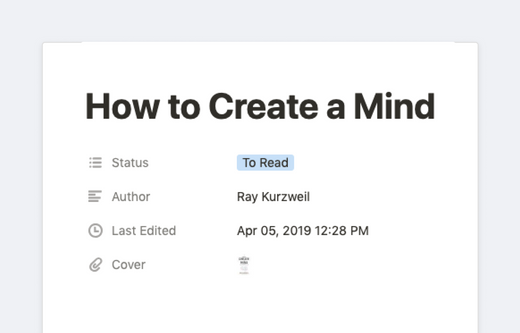 How to Create a Mind
Status To Read
Author Ray Kurzweil
Last Edited Apr 05, 2019 12:28 PM
Cover